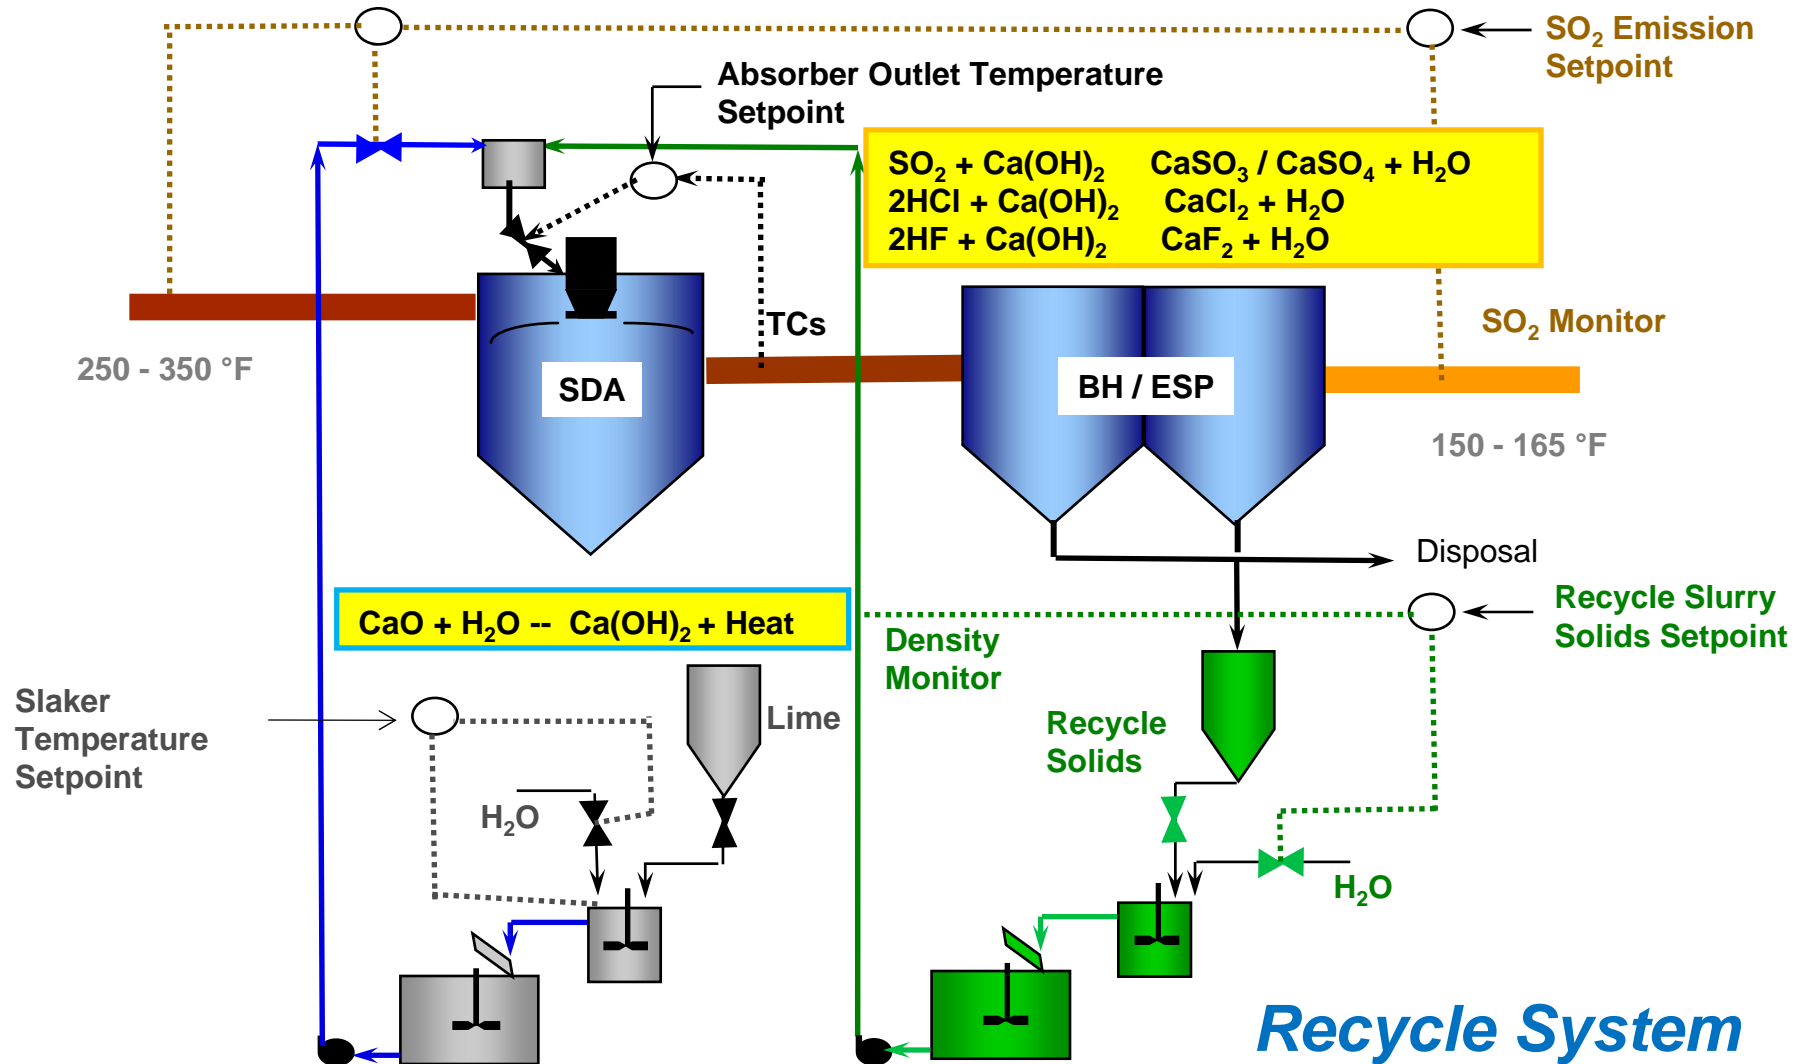 SO₂ Emission
Setpoint
Absorber Outlet Temperature
Setpoint
SO₂ + Ca(OH)₂ CaSO₃ / CaSO₄ + H₂O
2HCl + Ca(OH)₂ CaCl₂ + H₂O
2HF + Ca(OH)₂ CaF₂ + H₂O
TCs
SO₂ Monitor
250 - 350 °F
SDA
BH / ESP
150 - 165 °F
Disposal
CaO + H₂O -- Ca(OH)₂ + Heat
Density
Monitor
Recycle Slurry
Solids Setpoint
Slaker
Temperature
Setpoint
Lime
Recycle
Solids
H₂O
H₂O
Recycle System